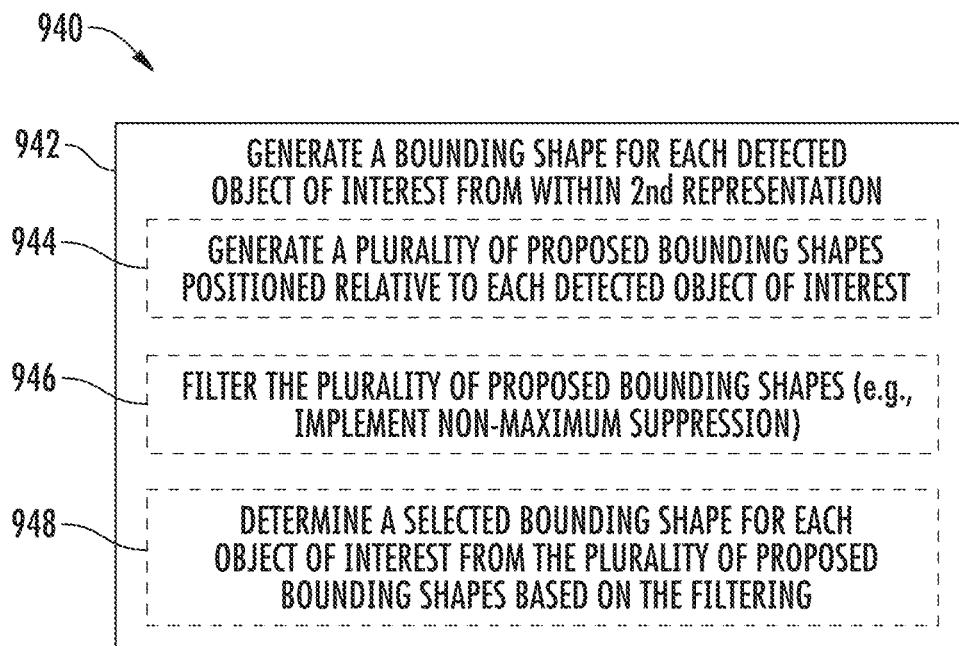 940
942
GENERATE A BOUNDING SHAPE FOR EACH DETECTED
OBJECT OF INTEREST FROM WITHIN 2nd REPRESENTATION
944
GENERATE A PLURALITY OF PROPOSED BOUNDING SHAPES
POSITIONED RELATIVE TO EACH DETECTED OBJECT OF INTEREST
946
FILTER THE PLURALITY OF PROPOSED BOUNDING SHAPES (e.g.,
IMPLEMENT NON-MAXIMUM SUPPRESSION)
948
DETERMINE A SELECTED BOUNDING SHAPE FOR EACH
OBJECT OF INTEREST FROM THE PLURALITY OF PROPOSED
BOUNDING SHAPES BASED ON THE FILTERING